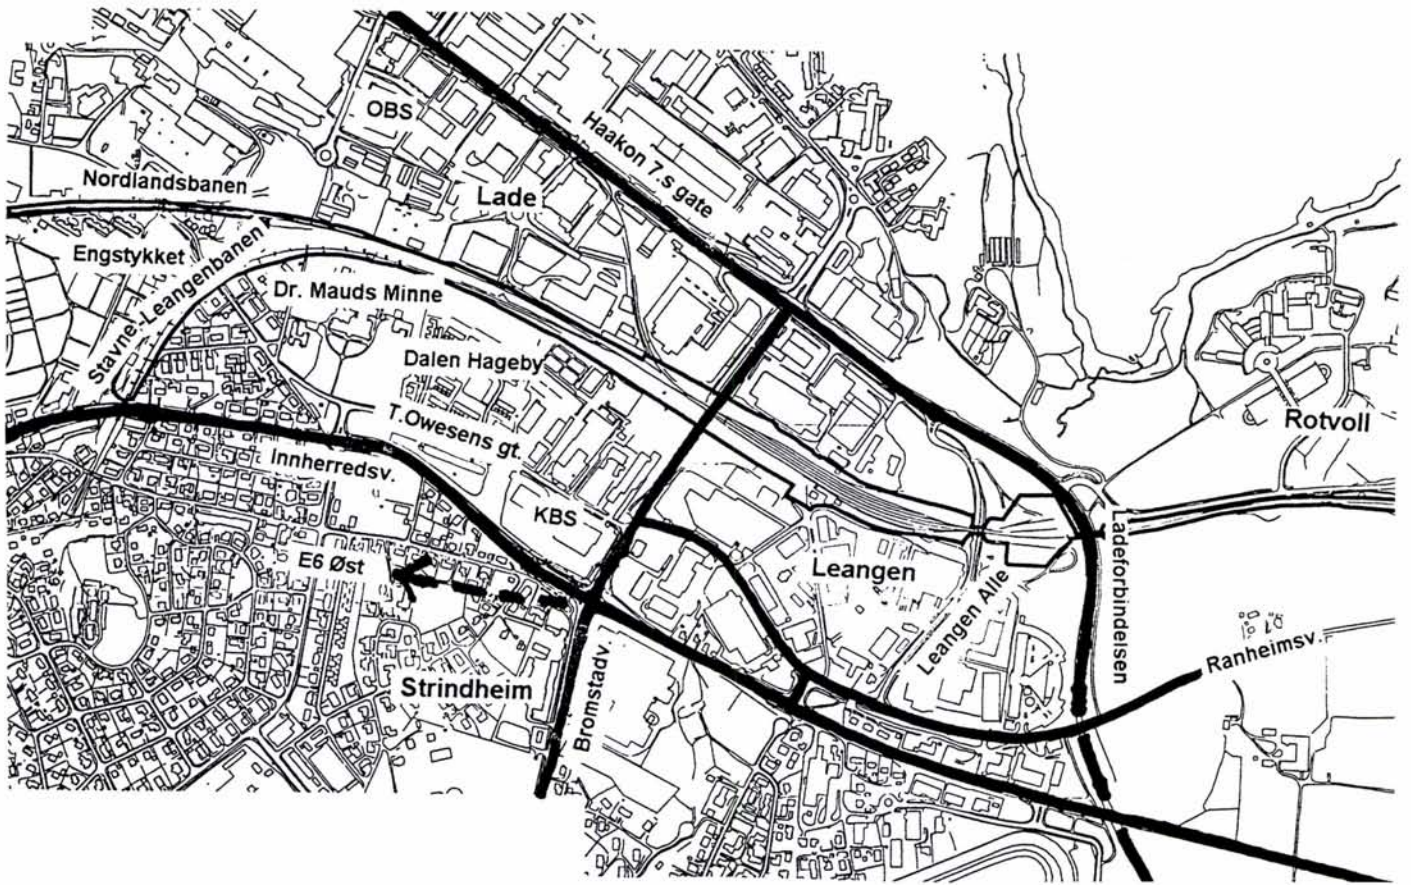 OBS
Haakon 7.s gate
Nordlandsbanen
Lade
Engstykket
Stavne-Leangenbanen
Dr. Mauds Minne
Dalen Hageby
T.Owesens gt.
Rotvoll
Innherredsv.
KBS
E6 Øst
Leangen
Leangen Alle
Ladeforbindelsen
Ranheimsv.
Strindheim
Bromstadv.